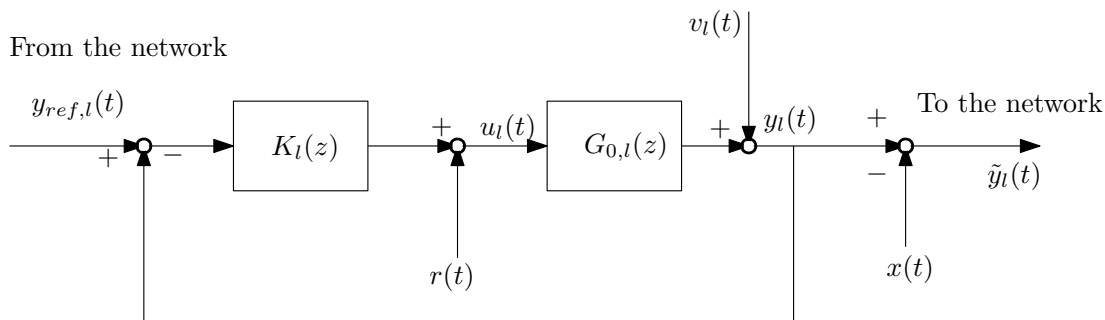 v_l(t)
From the network
y_{ref,l}(t)
To the network
+ − K_l(z) + u_l(t) G_{0,l}(z) + y_l(t) + −
ỹ_l(t)
r(t)
x(t)